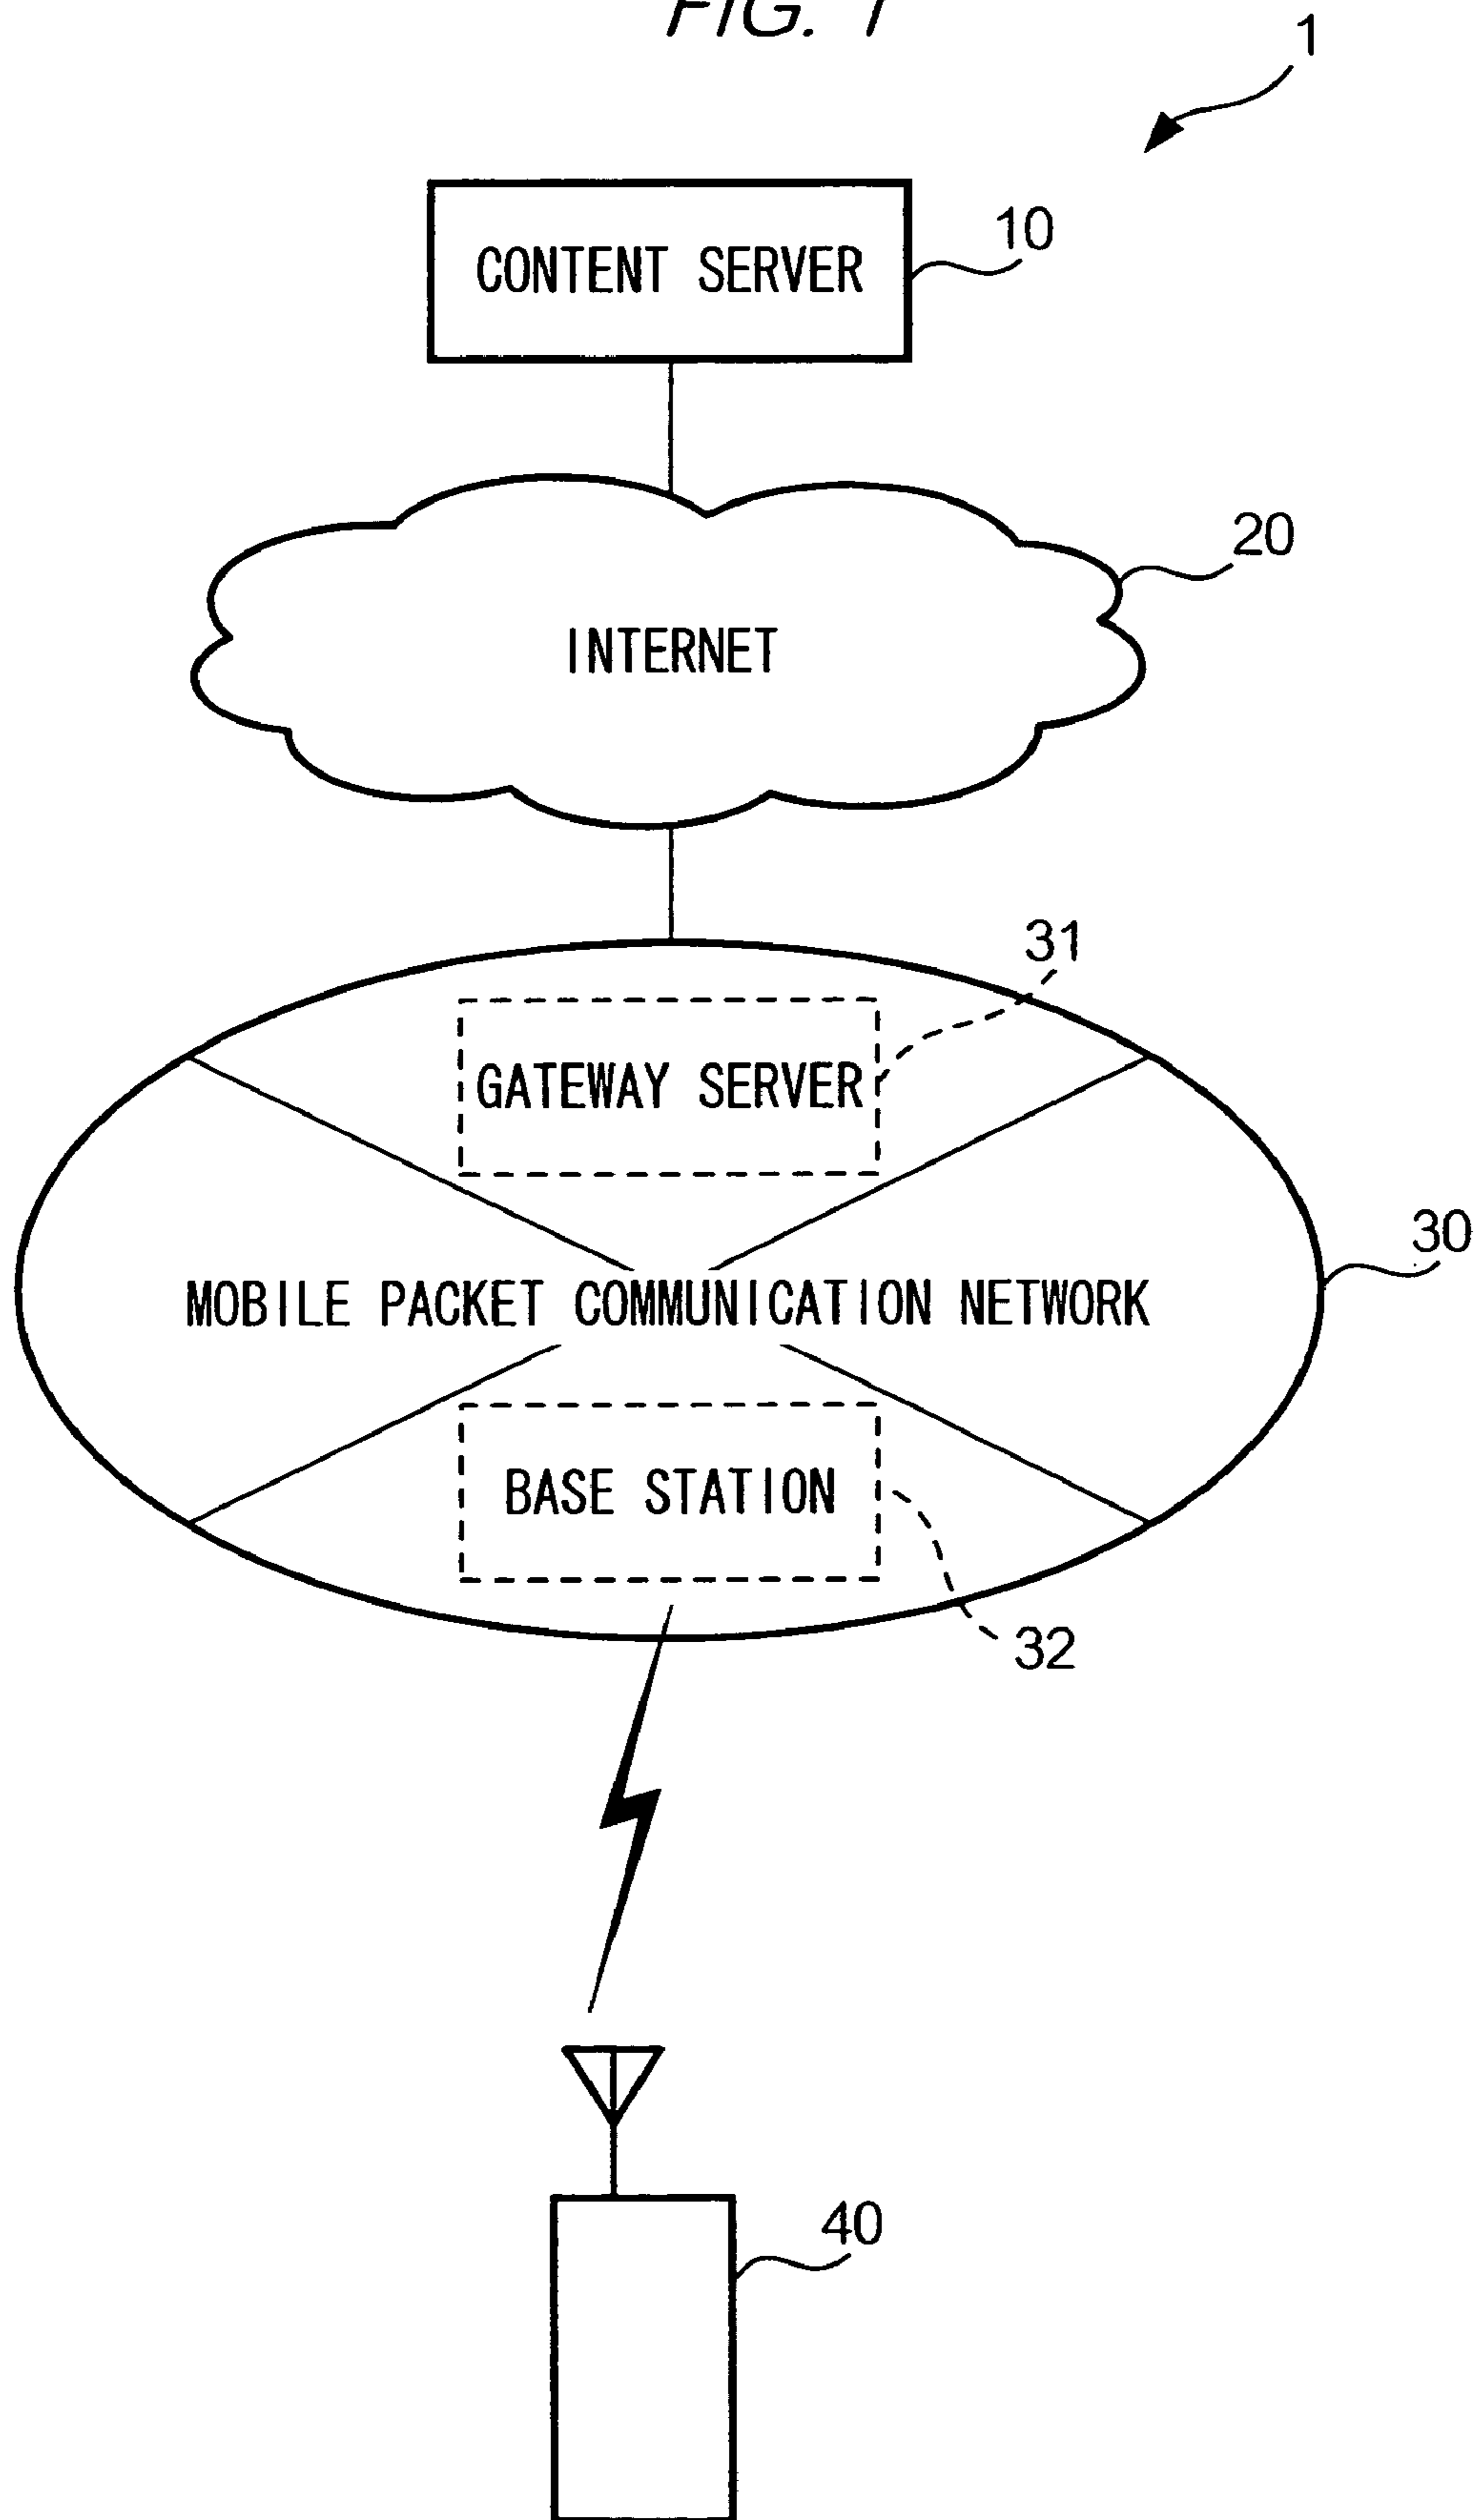 FIG. 1
1
10
CONTENT SERVER
20
INTERNET
31
GATEWAY SERVER
30
MOBILE PACKET COMMUNICATION NETWORK
BASE STATION
32
40